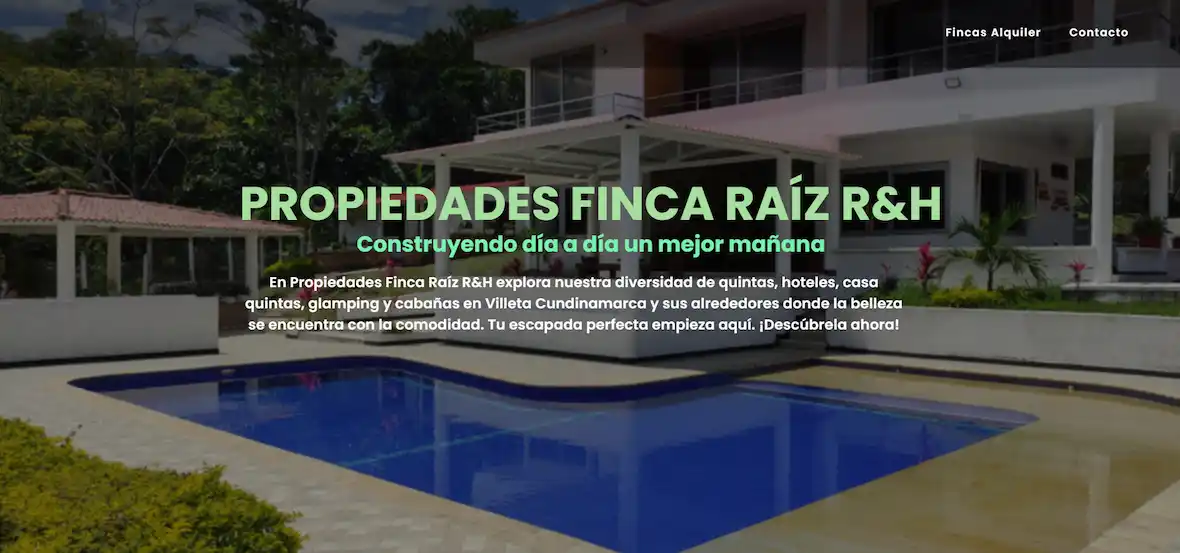 Fincas Alquiler Contacto
PROPIEDADES FINCA RAÍZ R&H
Construyendo día a día un mejor mañana
En Propiedades Finca Raíz R&H explora nuestra diversidad de quintas, hoteles, casa
quintas, glamping y cabañas en Villeta Cundinamarca y sus alrededores donde la belleza
se encuentra con la comodidad. Tu escapada perfecta empieza aquí. ¡Descúbrela ahora!